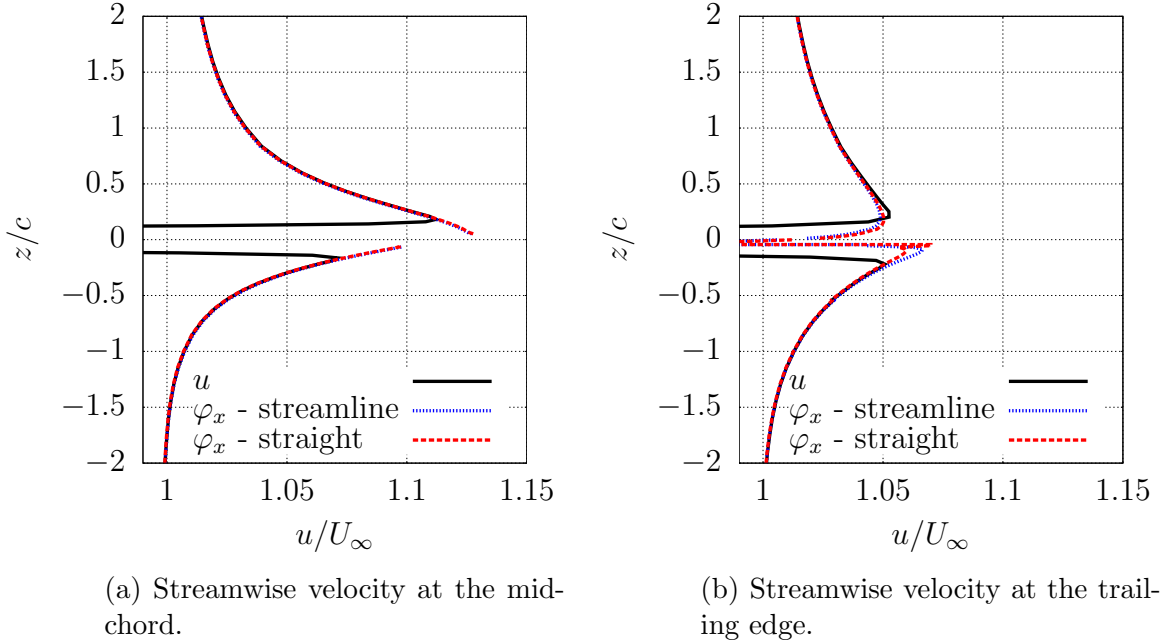 2
1.5
1
0.5
0
−0.5
−1
−1.5
−2
z/c
1 1.05 1.1 1.15
u/U∞
u
φx - streamline
φx - straight
(a) Streamwise velocity at the mid-
chord.
2
1.5
1
0.5
0
−0.5
−1
−1.5
−2
z/c
1 1.05 1.1 1.15
u/U∞
u
φx - streamline
φx - straight
(b) Streamwise velocity at the trail-
ing edge.